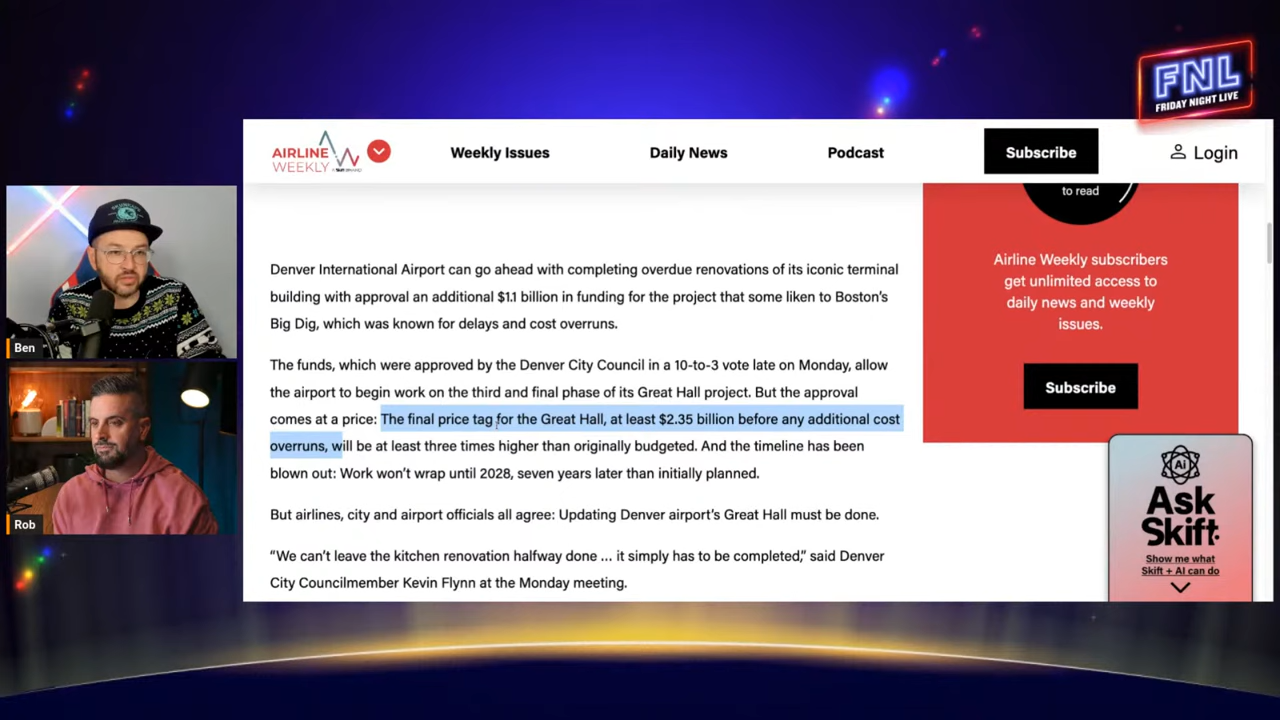 FNL
FRIDAY NIGHT LIVE
AIRLINE
WEEKLY
Weekly Issues
Daily News
Podcast
Subscribe
Login
to read
Airline Weekly subscribers
get unlimited access to
daily news and weekly
issues.
Subscribe
Denver International Airport can go ahead with completing overdue renovations of its iconic terminal
building with approval an additional $1.1 billion in funding for the project that some liken to Boston’s
Big Dig, which was known for delays and cost overruns.
The funds, which were approved by the Denver City Council in a 10-to-3 vote late on Monday, allow
the airport to begin work on the third and final phase of its Great Hall project. But the approval
comes at a price: The final price tag for the Great Hall, at least $2.35 billion before any additional cost
overruns, will be at least three times higher than originally budgeted. And the timeline has been
blown out: Work won’t wrap until 2028, seven years later than initially planned.
But airlines, city and airport officials all agree: Updating Denver airport’s Great Hall must be done.
“We can’t leave the kitchen renovation halfway done … it simply has to be completed,” said Denver
City Councilmember Kevin Flynn at the Monday meeting.
Ai
Ask
Skift
Show me what
Skift + AI can do
Ben
Rob